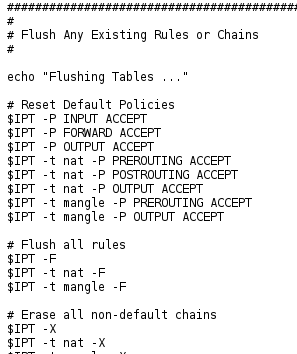 ##########################################
#
# Flush Any Existing Rules or Chains
#
echo "Flushing Tables ..."
# Reset Default Policies
$IPT -P INPUT ACCEPT
$IPT -P FORWARD ACCEPT
$IPT -P OUTPUT ACCEPT
$IPT -t nat -P PREROUTING ACCEPT
$IPT -t nat -P POSTROUTING ACCEPT
$IPT -t nat -P OUTPUT ACCEPT
$IPT -t mangle -P PREROUTING ACCEPT
$IPT -t mangle -P OUTPUT ACCEPT
# Flush all rules
$IPT -F
$IPT -t nat -F
$IPT -t mangle -F
# Erase all non-default chains
$IPT -X
$IPT -t nat -X